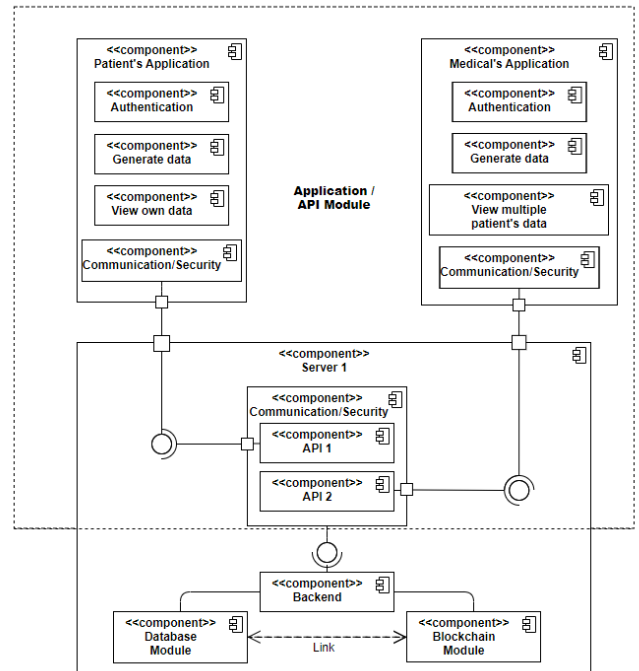 <<component>>
Patient's Application
<<component>>
Authentication
<<component>>
Generate data
<<component>>
View own data
<<component>>
Communication/Security
<<component>>
Medical's Application
<<component>>
Authentication
<<component>>
Generate data
<<component>>
View multiple
patient's data
<<component>>
Communication/Security
Application /
API Module
<<component>>
Server 1
<<component>>
Communication/Security
<<component>>
API 1
<<component>>
API 2
<<component>>
Backend
<<component>>
Database
Module
Link
<<component>>
Blockchain
Module